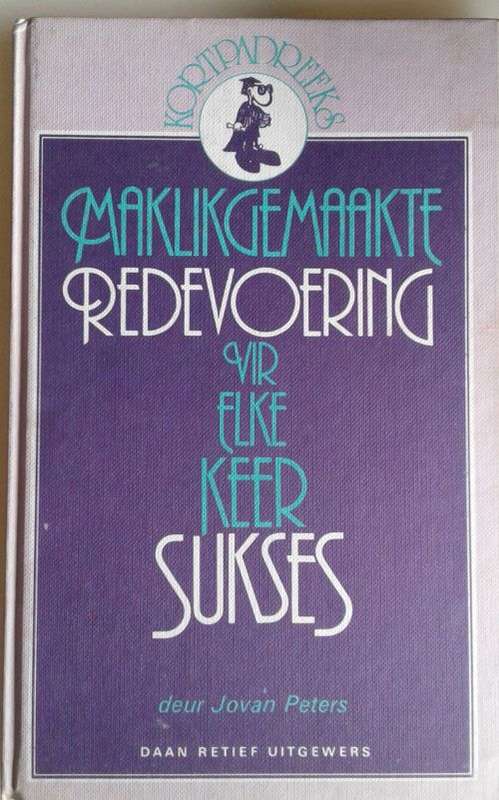 KORTPADREEKS
MAKLIKGEMAAKTE
REDEVOERING
VIR
ELKE
KEER
SUKSES
deur Jovan Peters
DAAN RETIEF UITGEWERS